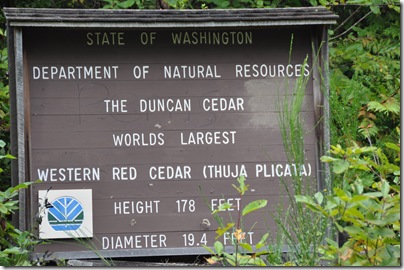 STATE OF WASHINGTON
DEPARTMENT OF NATURAL RESOURCES
THE DUNCAN CEDAR
WORLDS LARGEST
WESTERN RED CEDAR (THUJA PLICATA)
HEIGHT 178 FEET
DIAMETER 19.4 FEET